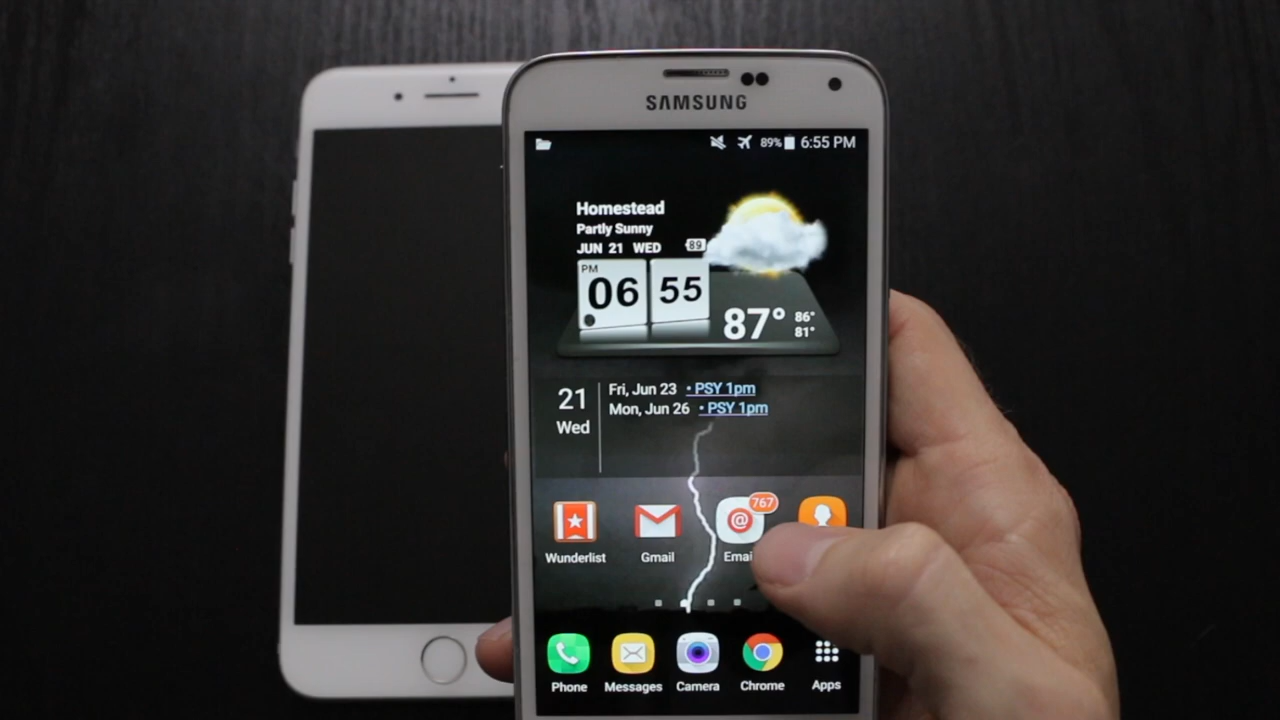 SAMSUNG
89% 6:55 PM
Homestead
Partly Sunny
JUN 21 WED 89
PM
06 55
87° 86°
81°
21
Wed
Fri, Jun 23 • PSY 1pm
Mon, Jun 26 • PSY 1pm
767
Wunderlist Gmail Emai
Phone Messages Camera Chrome Apps